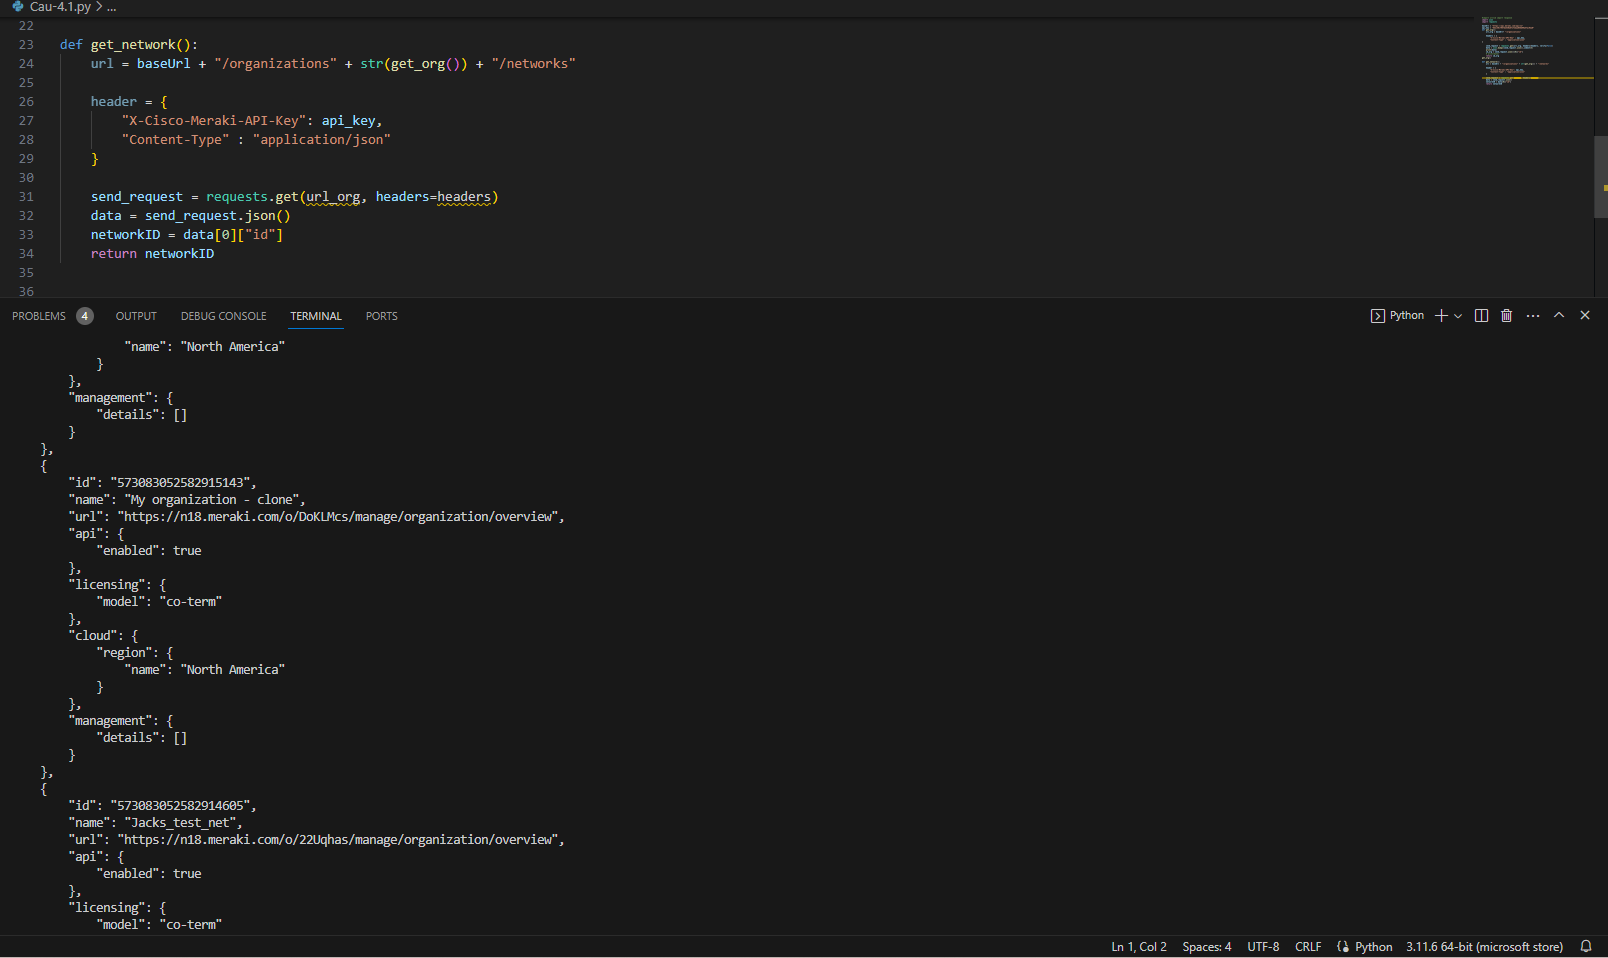 Cau-4.1.py > ...
22
23 def get_network():
24     url = baseUrl + "/organizations" + str(get_org()) + "/networks"
25
26     header = {
27         "X-Cisco-Meraki-API-Key": api_key,
28         "Content-Type" : "application/json"
29     }
30
31     send_request = requests.get(url_org, headers=headers)
32     data = send_request.json()
33     networkID = data[0]["id"]
34     return networkID
35
36
PROBLEMS 4 OUTPUT DEBUG CONSOLE TERMINAL PORTS Python
            "name": "North America"
        }
    },
    "management": {
        "details": []
    }
},
{
    "id": "573083052582915143",
    "name": "My organization - clone",
    "url": "https://n18.meraki.com/o/DoKLMcs/manage/organization/overview",
    "api": {
        "enabled": true
    },
    "licensing": {
        "model": "co-term"
    },
    "cloud": {
        "region": {
            "name": "North America"
        }
    },
    "management": {
        "details": []
    }
},
{
    "id": "573083052582914605",
    "name": "Jacks_test_net",
    "url": "https://n18.meraki.com/o/22Uqhas/manage/organization/overview",
    "api": {
        "enabled": true
    },
    "licensing": {
        "model": "co-term"
Ln 1, Col 2 Spaces: 4 UTF-8 CRLF Python 3.11.6 64-bit (microsoft store)